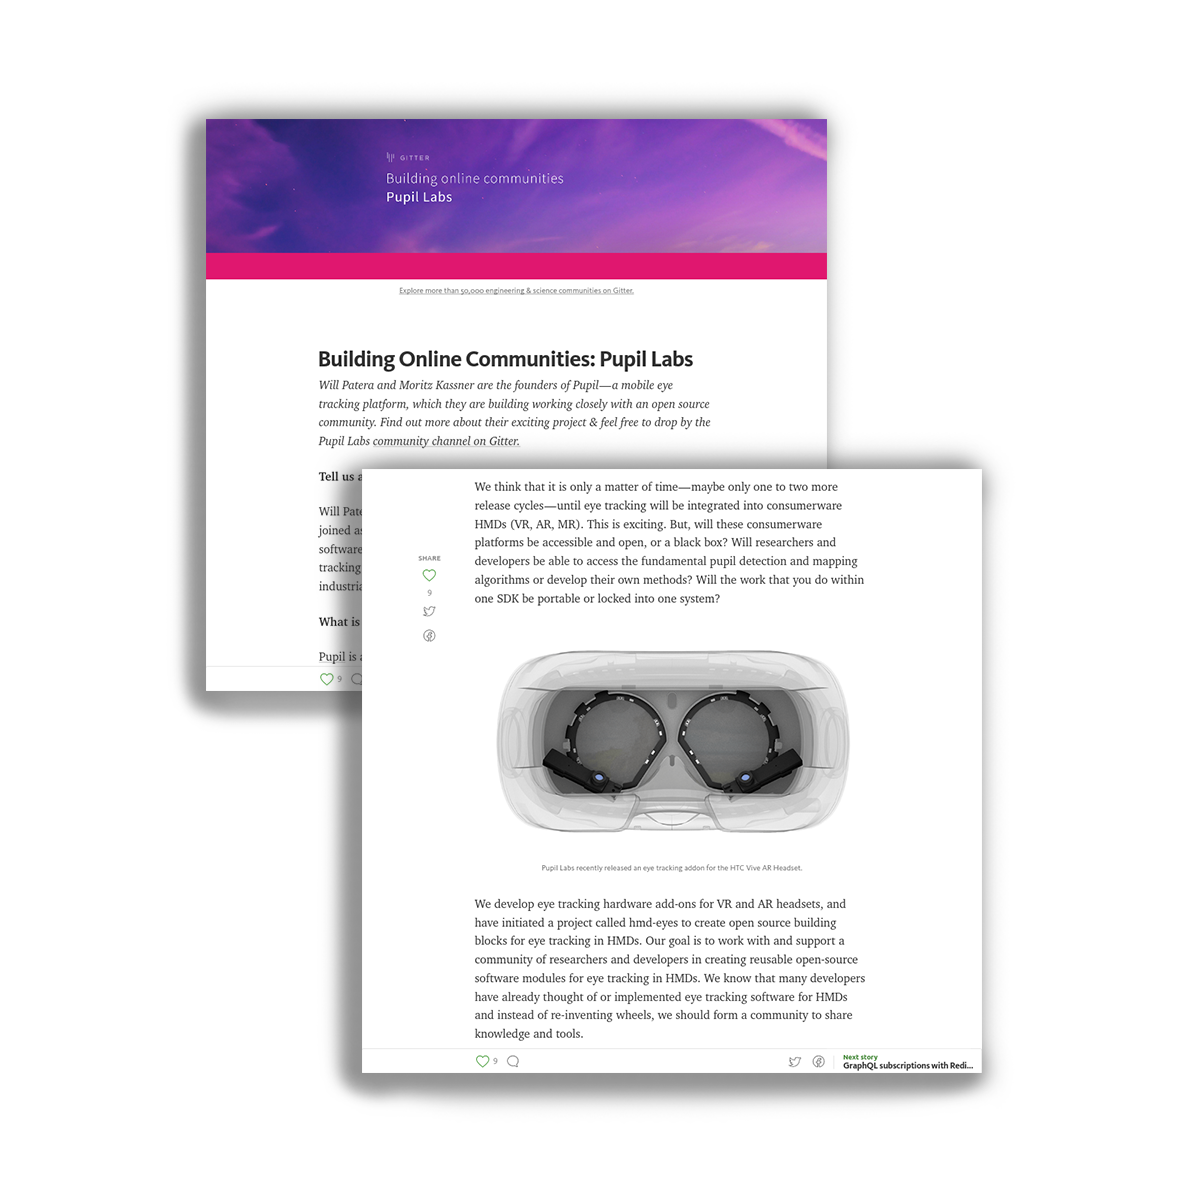 GITTER
Building online communities
Pupil Labs
Explore more than 50,000 engineering & science communities on Gitter.
Building Online Communities: Pupil Labs
Will Patera and Moritz Kassner are the founders of Pupil—a mobile eye
tracking platform, which they are building working closely with an open source
community. Find out more about their exciting project & feel free to drop by the
Pupil Labs community channel on Gitter.
Tell us a
Will Pate
joined as
software
tracking
industria
What is
Pupil is a
9
We think that it is only a matter of time—maybe only one to two more
release cycles—until eye tracking will be integrated into consumerware
HMDs (VR, AR, MR). This is exciting. But, will these consumerware
platforms be accessible and open, or a black box? Will researchers and
developers be able to access the fundamental pupil detection and mapping
algorithms or develop their own methods? Will the work that you do within
one SDK be portable or locked into one system?
SHARE
9
Pupil Labs recently released an eye tracking addon for the HTC Vive AR Headset.
We develop eye tracking hardware add-ons for VR and AR headsets, and
have initiated a project called hmd-eyes to create open source building
blocks for eye tracking in HMDs. Our goal is to work with and support a
community of researchers and developers in creating reusable open-source
software modules for eye tracking in HMDs. We know that many developers
have already thought of or implemented eye tracking software for HMDs
and instead of re-inventing wheels, we should form a community to share
knowledge and tools.
9
Next story
GraphQL subscriptions with Redi...